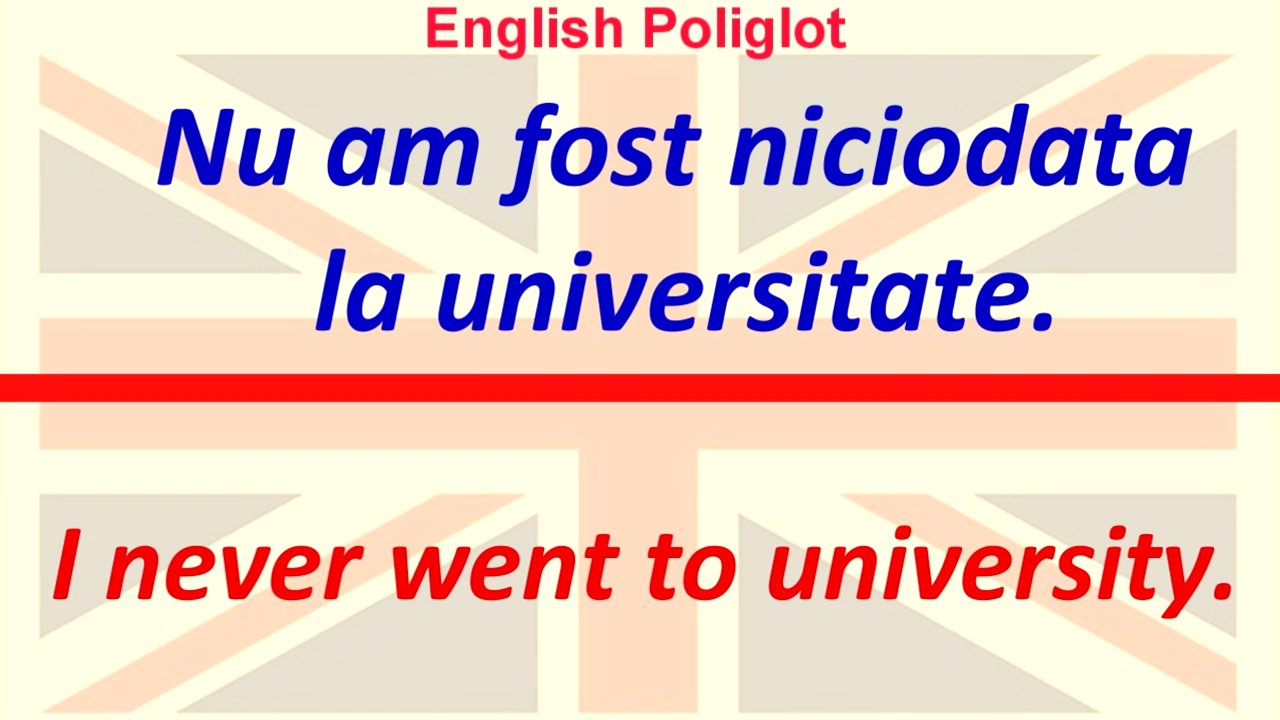 English Poliglot
Nu am fost niciodata
la universitate.
I never went to university.